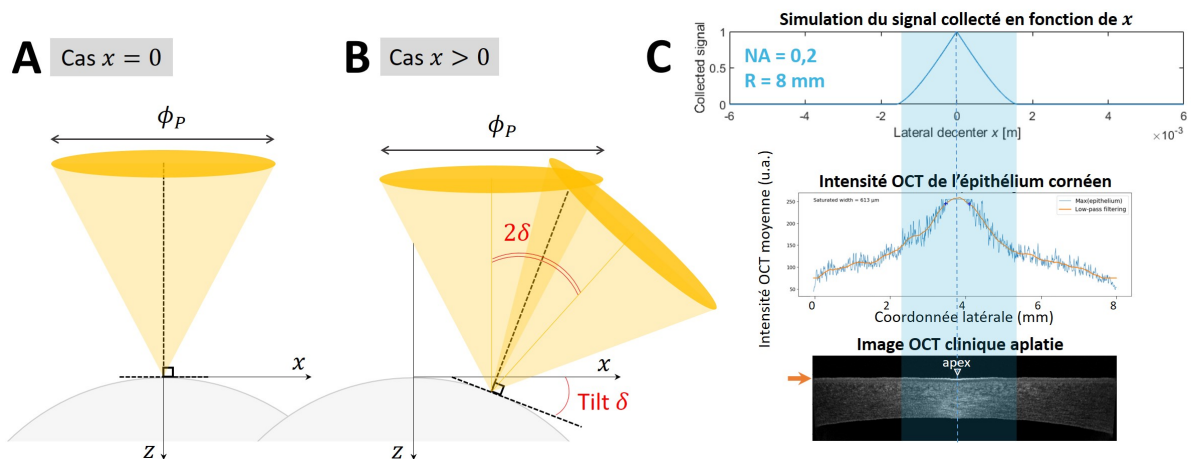 A
Cas x = 0
ϕP
x
z
B
Cas x > 0
ϕP
2δ
x
Tilt δ
z
C
Simulation du signal collecté en fonction de x
Collected signal
1
0.5
0
NA = 0,2
R = 8 mm
-6 -4 -2 0 2 4 6
Lateral decenter x [m]
×10⁻³
Intensité OCT moyenne (u.a.)
Intensité OCT de l'épithélium cornéen
Saturated width = 613 µm
Max(epithelium)
Low-pass filtering
250
200
150
100
50
0 2 4 6 8
Coordonnée latérale (mm)
Image OCT clinique aplatie
apex